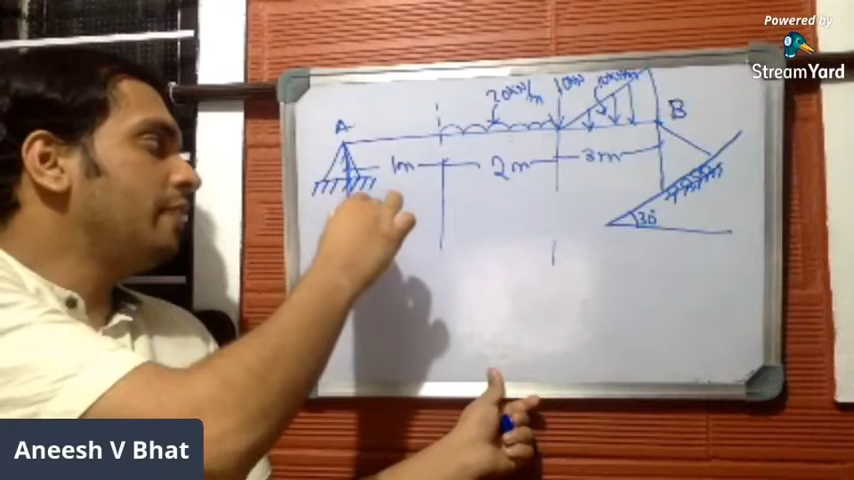 Powered by
StreamYard
20kN/m
10kN
A
B
1m
2m
3m
30°
Aneesh V Bhat